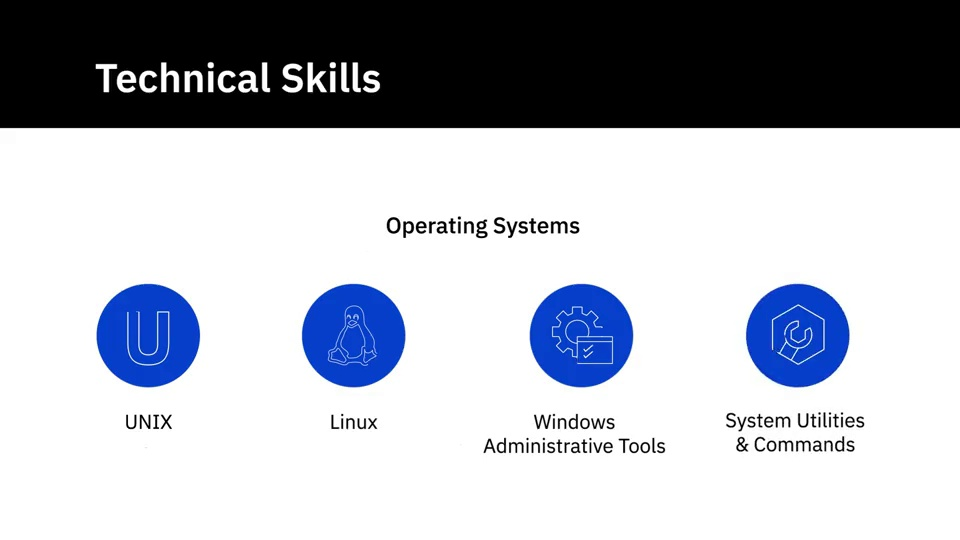 Technical Skills
Operating Systems
U
UNIX
Linux
Windows
Administrative Tools
System Utilities
& Commands